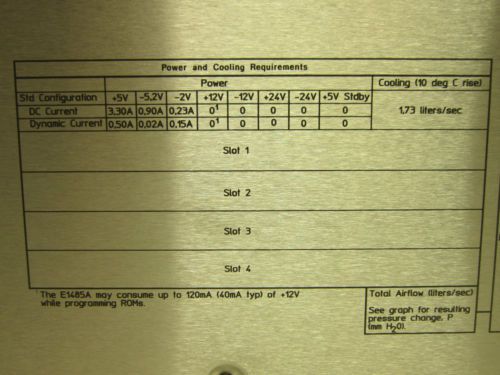 Power and Cooling Requirements
Power
Cooling (10 deg C rise)
Std Configuration +5V -5.2V -2V +12V -12V +24V -24V +5V Stdby
DC Current 3.30A 0.90A 0.23A 0¹ 0 0 0 0 1.73 liters/sec
Dynamic Current 0.50A 0.02A 0.15A 0¹ 0 0 0 0
Slot 1
Slot 2
Slot 3
Slot 4
The E1485A may consume up to 120mA (40mA typ) of +12V
while programming ROMs.
Total Airflow (liters/sec)
See graph for resulting
pressure change, P
(mm H₂O).